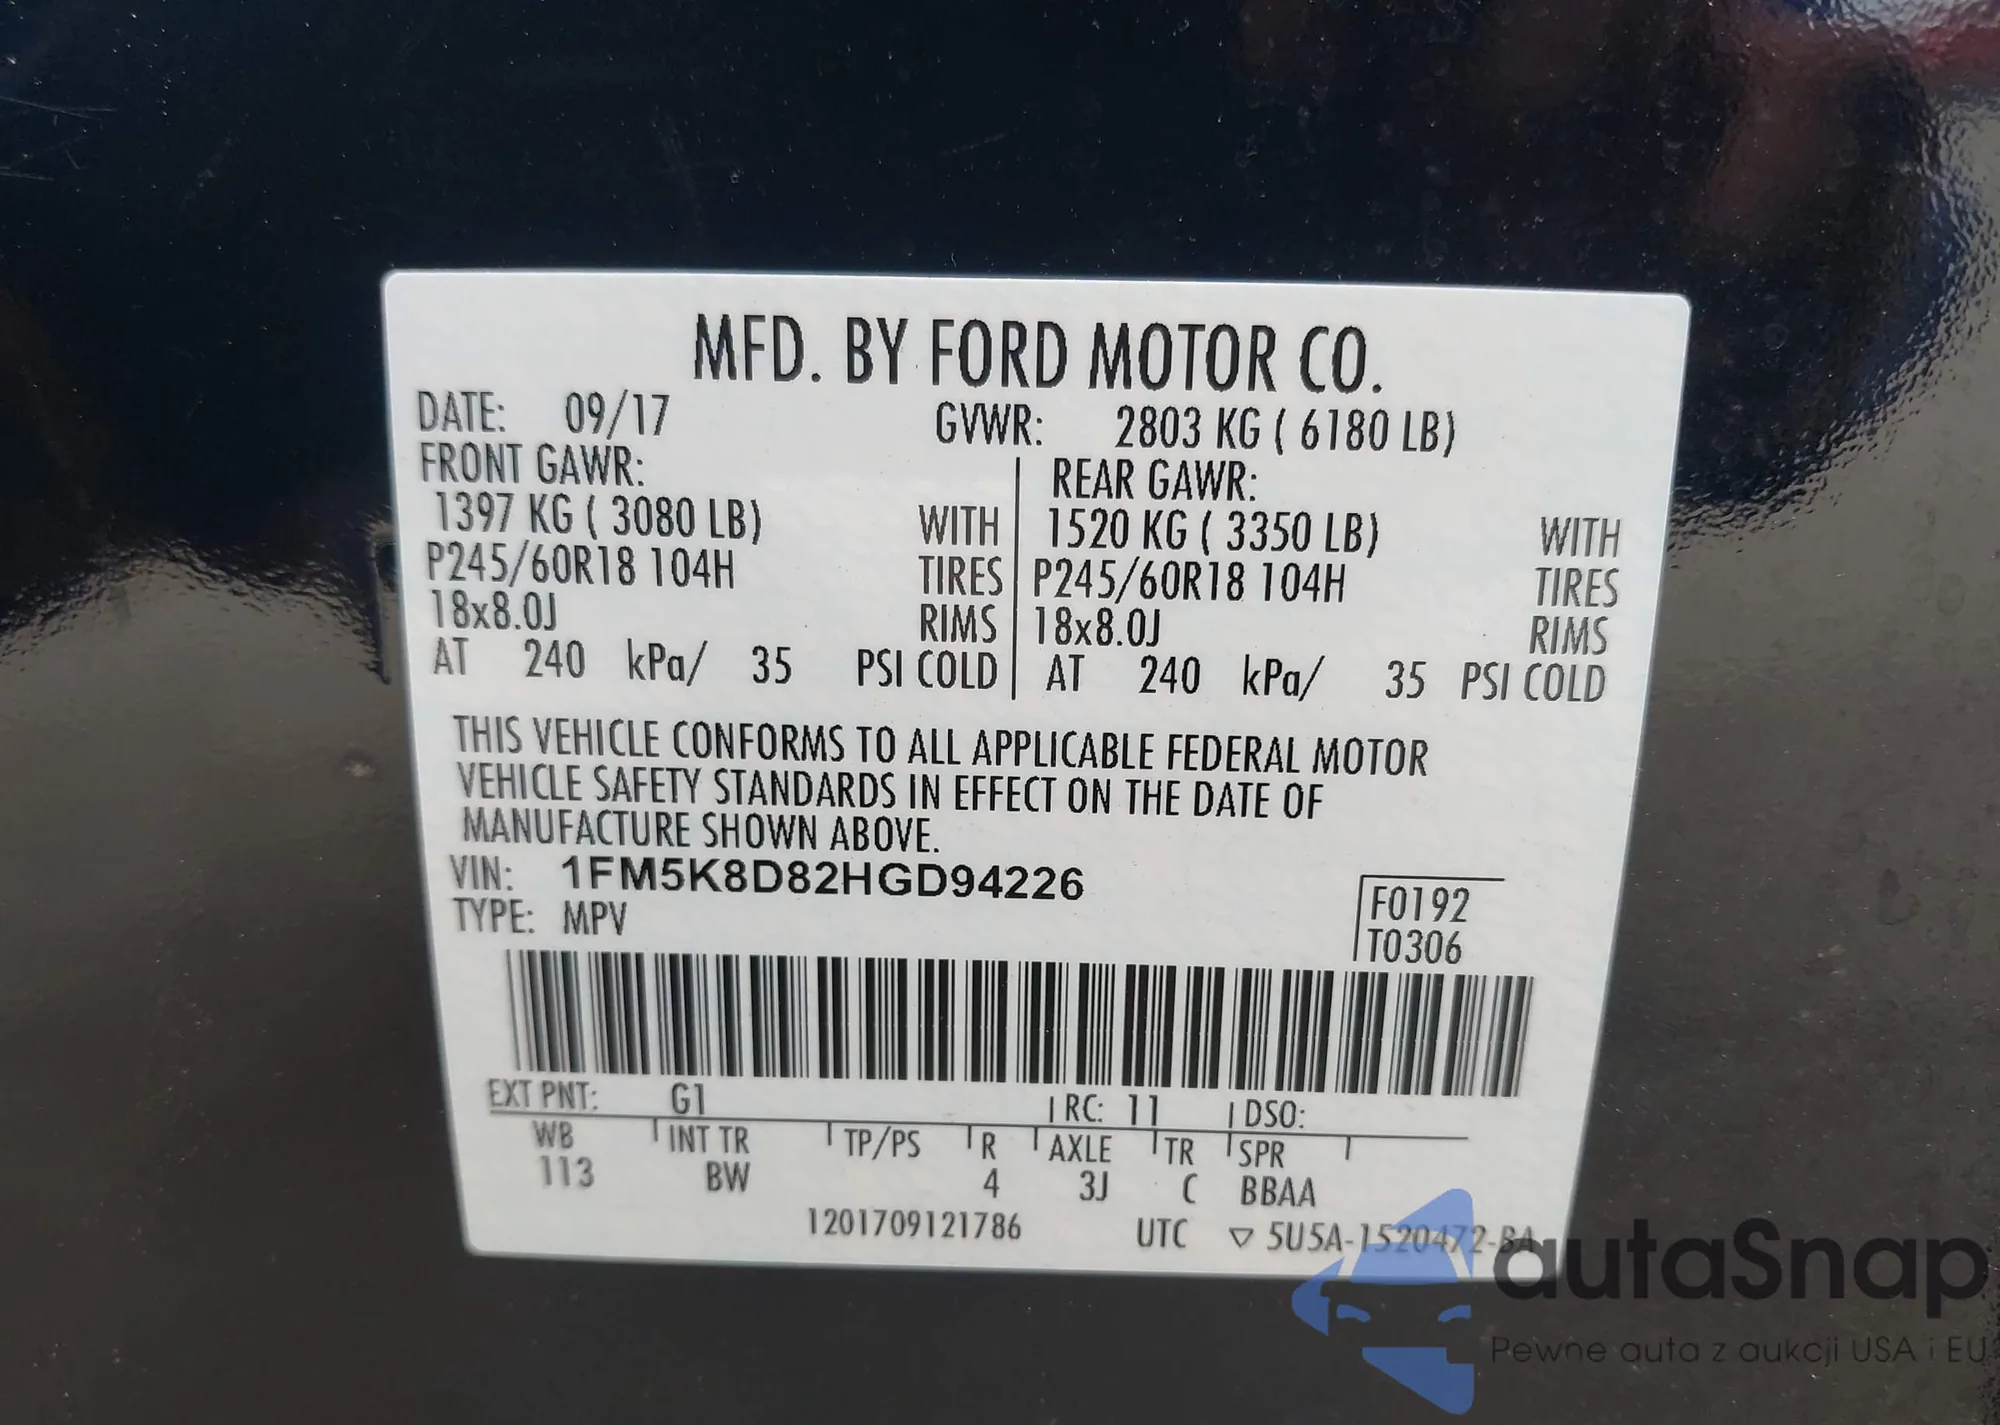 MFD. BY FORD MOTOR CO.
DATE: 09/17 GVWR: 2803 KG ( 6180 LB)
FRONT GAWR: REAR GAWR:
1397 KG ( 3080 LB) WITH 1520 KG ( 3350 LB) WITH
P245/60R18 104H TIRES P245/60R18 104H TIRES
18x8.0J RIMS 18x8.0J RIMS
AT 240 kPa/ 35 PSI COLD AT 240 kPa/ 35 PSI COLD
THIS VEHICLE CONFORMS TO ALL APPLICABLE FEDERAL MOTOR
VEHICLE SAFETY STANDARDS IN EFFECT ON THE DATE OF
MANUFACTURE SHOWN ABOVE.
VIN: 1FM5K8D82HGD94226
TYPE: MPV
F0192
T0306
EXT PNT: G1 RC: 11 DSO:
WB INT TR TP/PS R AXLE TR SPR
113 BW 4 3J C BBAA
1201709121786 UTC ▽ 5U5A-1520472-BA
autaSnap
Pewne auta z aukcji USA i EU